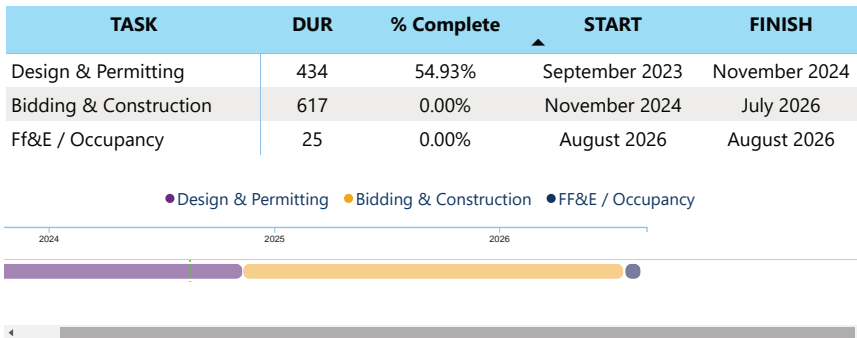 TASK DUR % Complete START FINISH
Design & Permitting 434 54.93% September 2023 November 2024
Bidding & Construction 617 0.00% November 2024 July 2026
Ff&E / Occupancy 25 0.00% August 2026 August 2026
Design & Permitting Bidding & Construction FF&E / Occupancy
2024 2025 2026